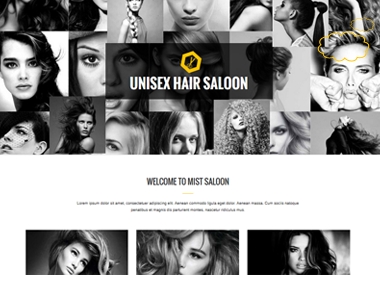 UNISEX HAIR SALOON
WELCOME TO MIST SALOON
Lorem ipsum dolor sit amet, consectetuer adipiscing elit. Aenean commodo ligula eget dolor. Aenean massa. Cum sociis natoque
penatibus et magnis dis parturient montes, nascetur ridiculus mus.